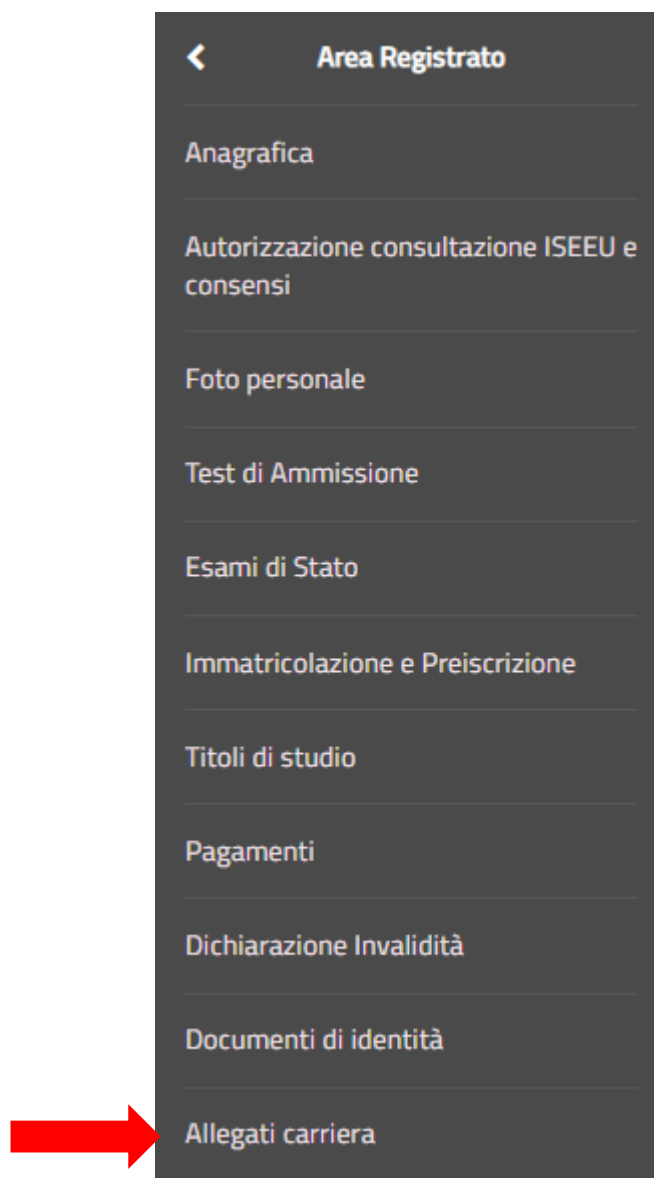 Area Registrato
Anagrafica
Autorizzazione consultazione ISEEU e
consensi
Foto personale
Test di Ammissione
Esami di Stato
Immatricolazione e Preiscrizione
Titoli di studio
Pagamenti
Dichiarazione Invalidità
Documenti di identità
Allegati carriera